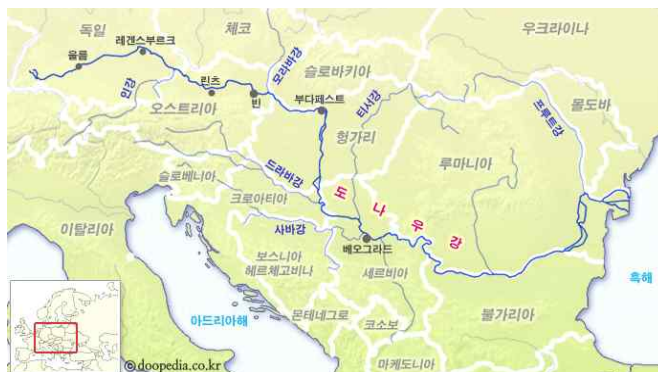 독일
체코
우크라이나
레겐스부르크
울름
모라바강
슬로바키아
인강
린츠
빈
부다페스트
티서강
프루트강
몰도바
오스트리아
헝가리
루마니아
드라바강
슬로베니아
크로아티아
도나우강
이탈리아
사바강
베오그라드
보스니아
헤르체고비나
세르비아
흑해
아드리아해
몬테네그로
코소보
불가리아
마케도니아
©doopedia.co.kr